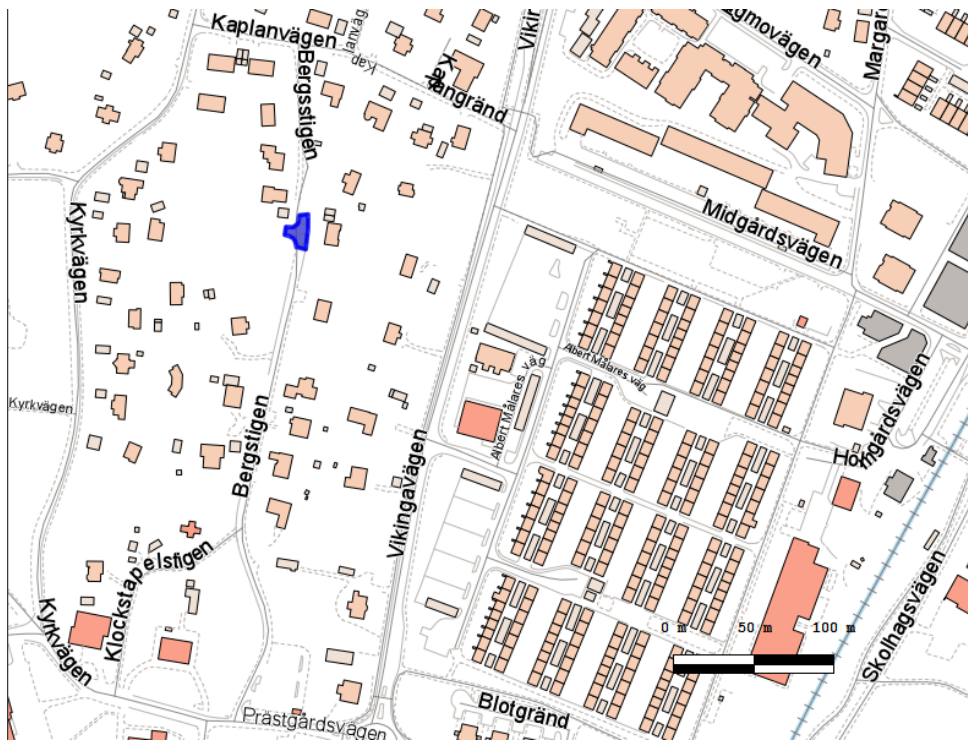 Kaplanvägen
Kaplangränd
Bergsstigen
Midgårdsvägen
Kyrkvägen
Albert Målares väg
Albert Målares väg
Kyrkvägen
Bergstigen
Vikingavägen
0 m 50 m 100 m
Klockstapelstigen
Kyrkvägen
Skolhagsvägen
Blotgränd
Prästgårdsvägen